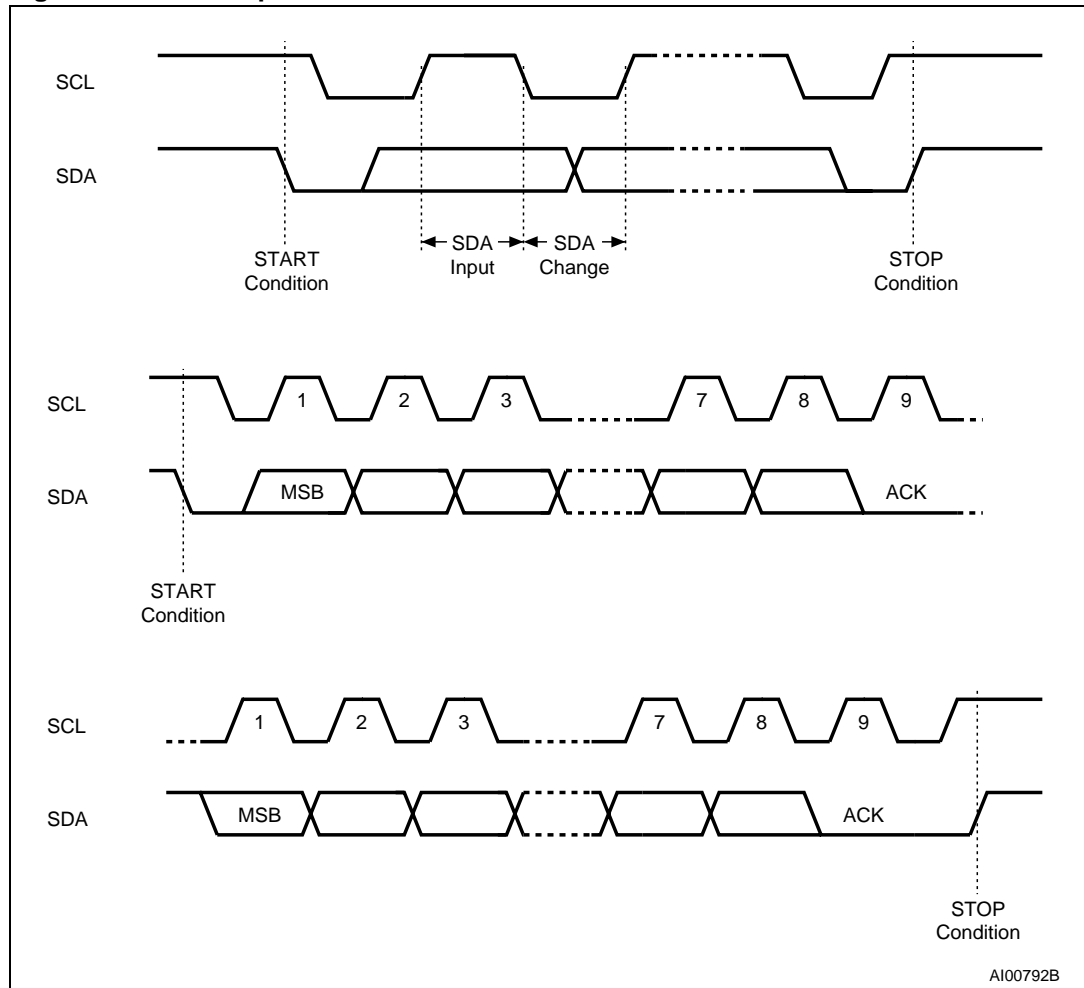 SCL
SDA
START
Condition
SDA
Input
SDA
Change
STOP
Condition
SCL
1 2 3 7 8 9
SDA
MSB ACK
START
Condition
SCL
1 2 3 7 8 9
SDA
MSB ACK
STOP
Condition
AI00792B